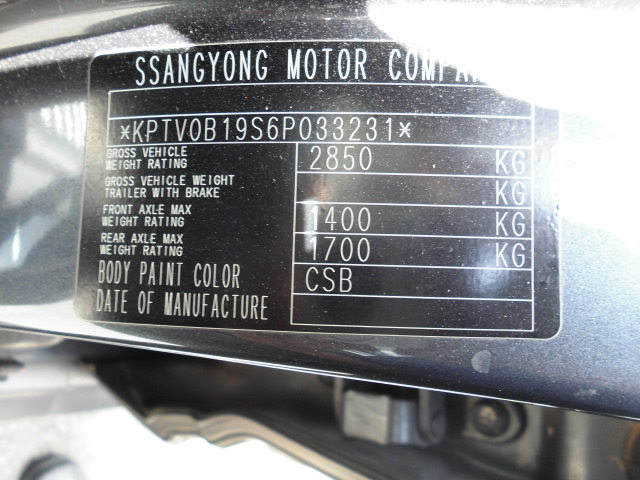 SSANGYONG MOTOR
*KPTV0B19S6P033231*
GROSS VEHICLE
WEIGHT RATING 2850 KG
GROSS VEHICLE WEIGHT
TRAILER WITH BRAKE KG
FRONT AXLE MAX
WEIGHT RATING 1400 KG
REAR AXLE MAX
WEIGHT RATING 1700 KG
BODY PAINT COLOR CSB
DATE OF MANUFACTURE